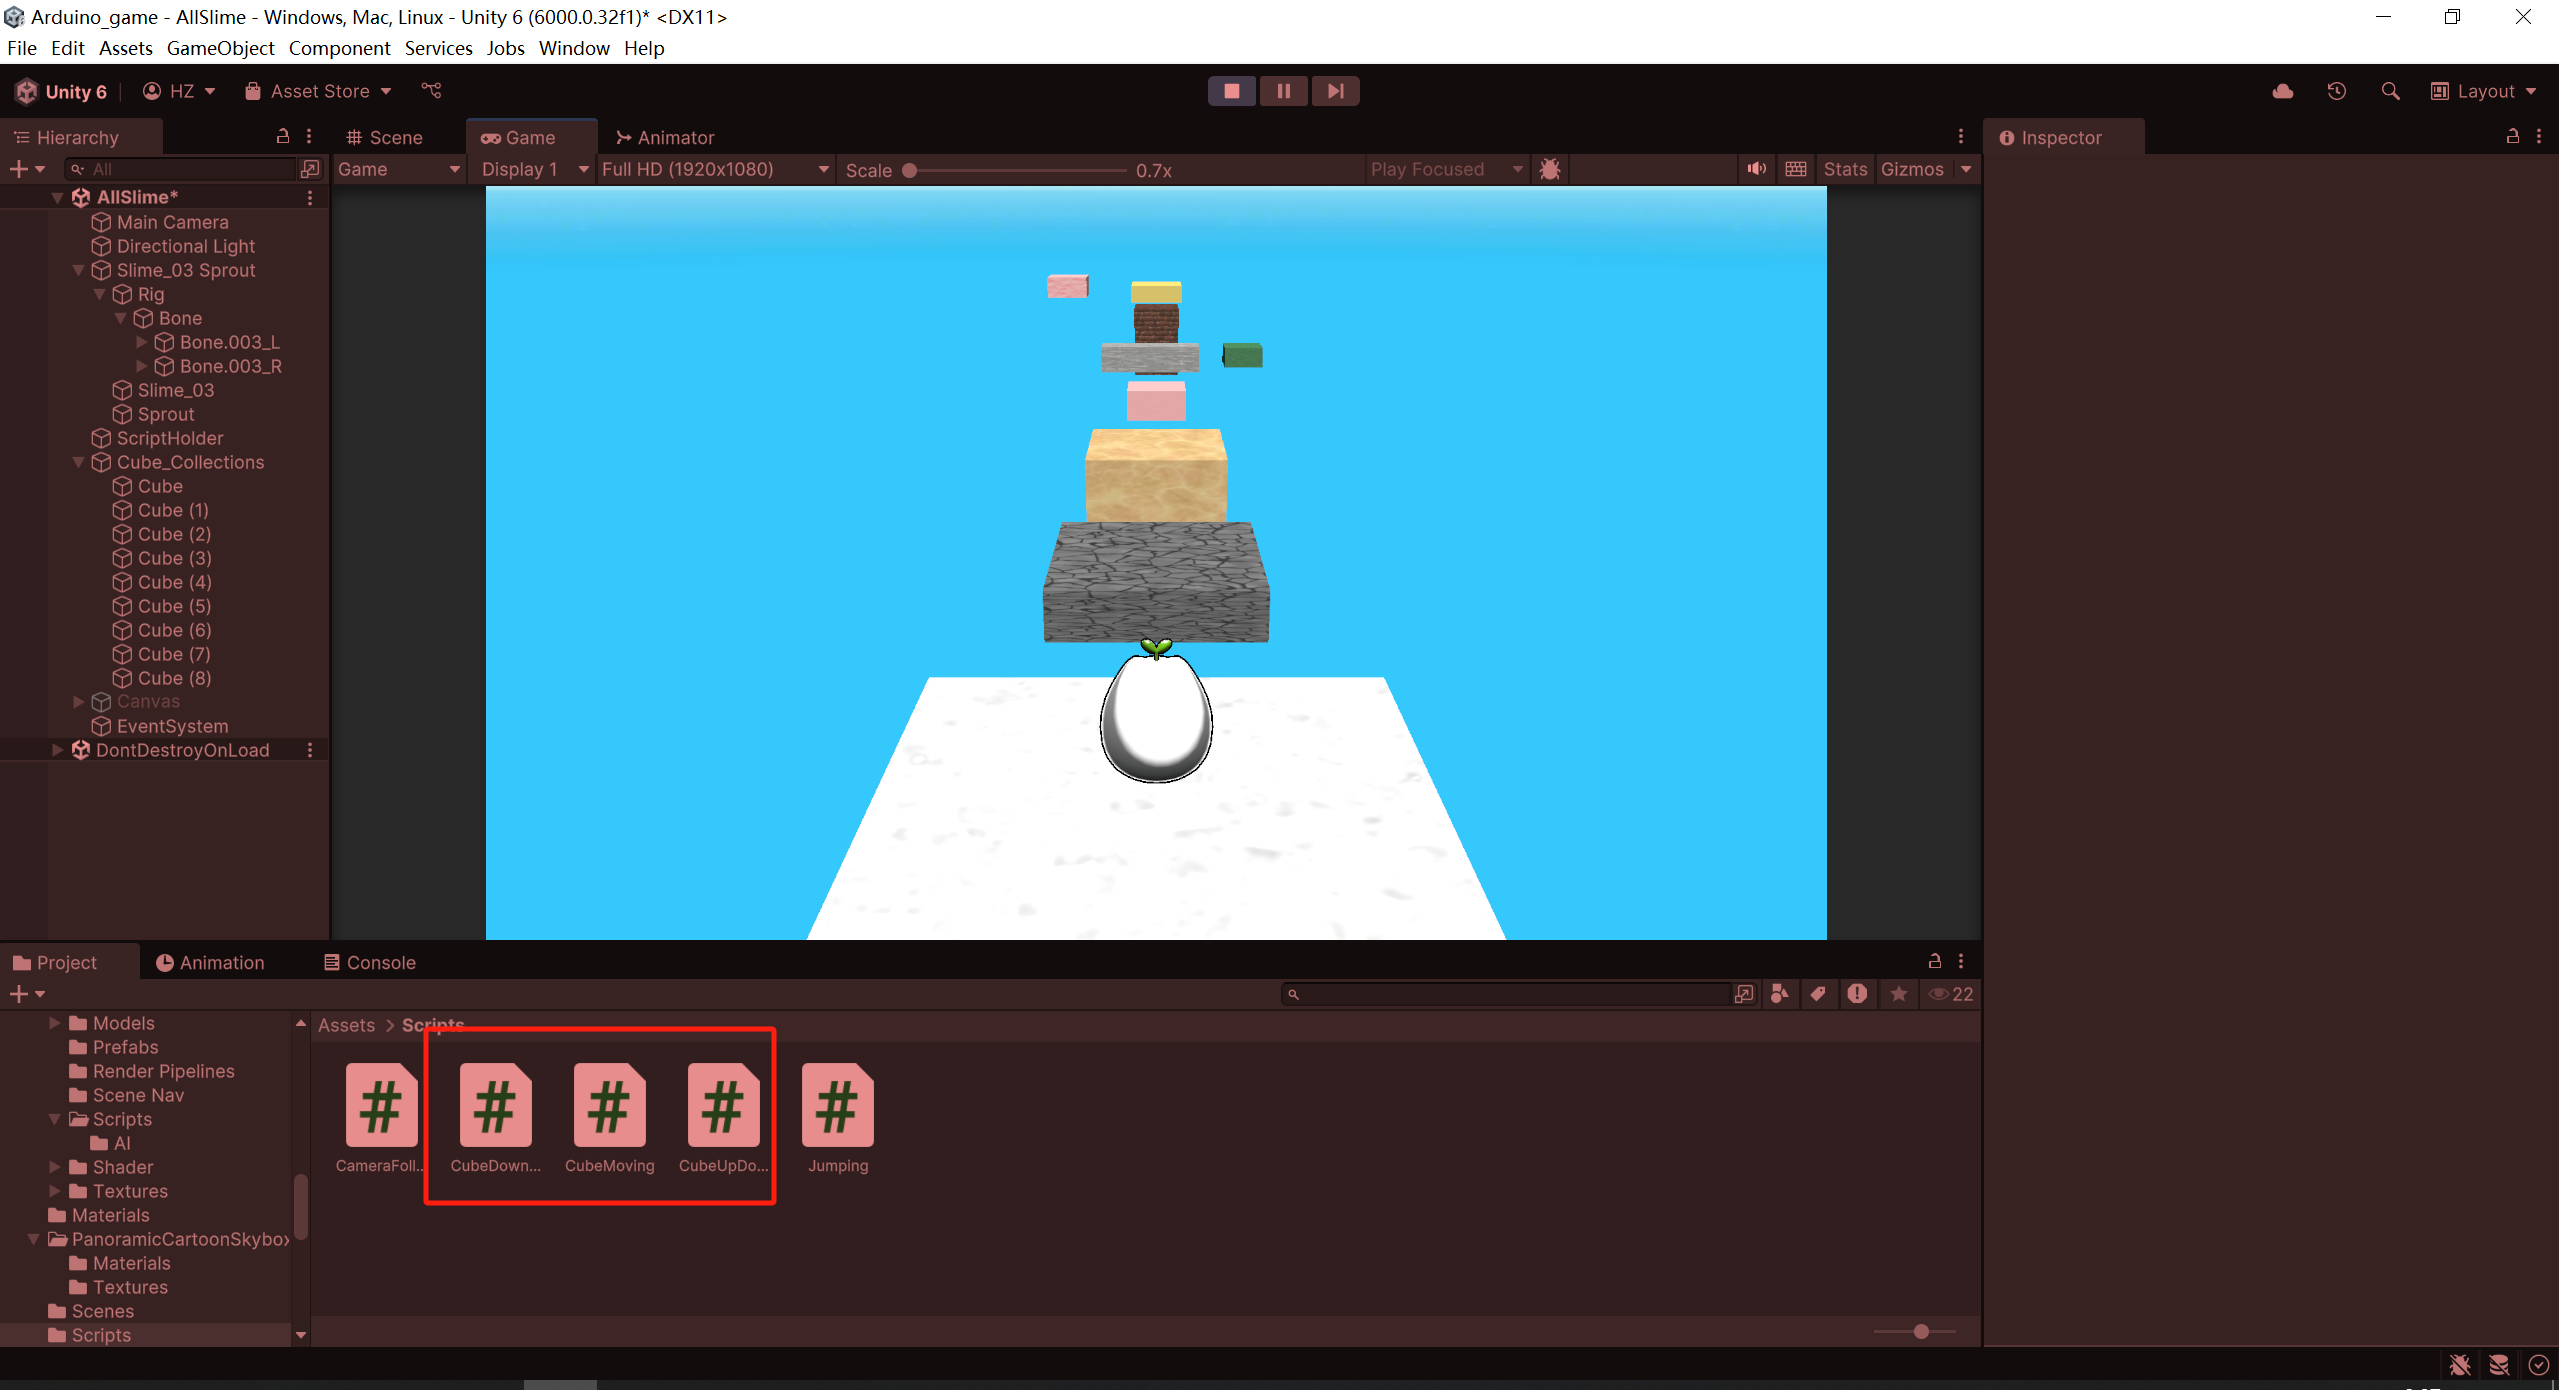 Arduino_game - AllSlime - Windows, Mac, Linux - Unity 6 (6000.0.32f1)* <DX11>
File Edit Assets GameObject Component Services Jobs Window Help
Unity 6 HZ Asset Store Layout
Hierarchy Scene Game Animator Inspector
All Game Display 1 Full HD (1920x1080) Scale 0.7x Play Focused Stats Gizmos
AllSlime*
Main Camera
Directional Light
Slime_03 Sprout
Rig
Bone
Bone.003_L
Bone.003_R
Slime_03
Sprout
ScriptHolder
Cube_Collections
Cube
Cube (1)
Cube (2)
Cube (3)
Cube (4)
Cube (5)
Cube (6)
Cube (7)
Cube (8)
Canvas
EventSystem
DontDestroyOnLoad
Project Animation Console
22
Models
Prefabs
Render Pipelines
Scene Nav
Scripts
AI
Shader
Textures
Materials
PanoramicCartoonSkybox
Materials
Textures
Scenes
Scripts
Assets > Scripts
# # # # #
CameraFoll... CubeDown... CubeMoving CubeUpDo... Jumping